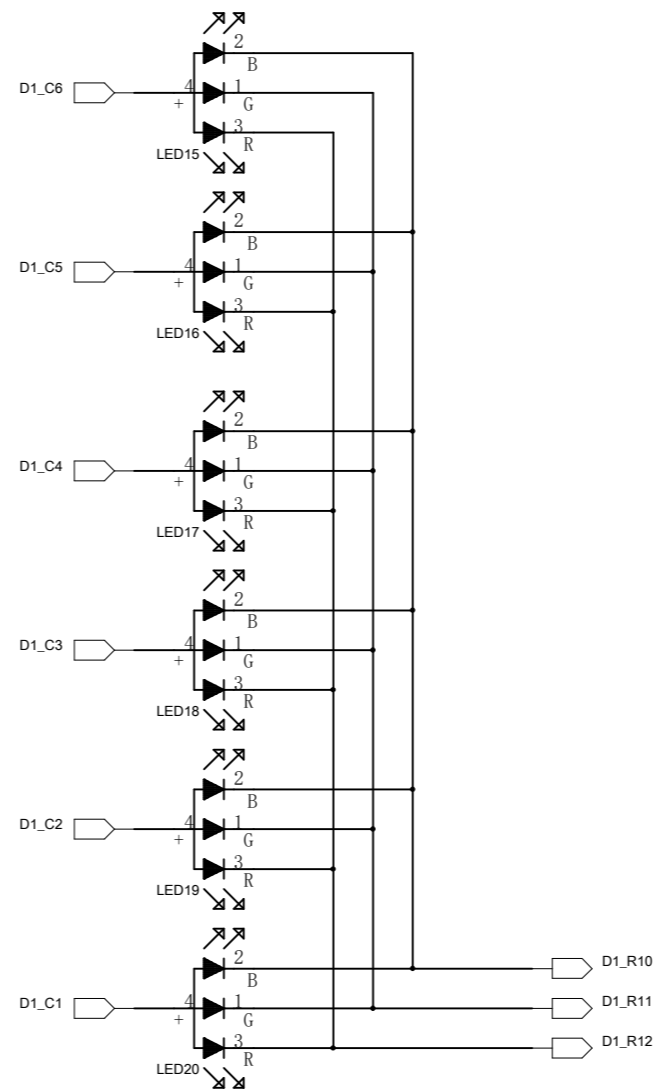 2
B
D1_C6 4 1
+ G
3
R
LED15
2
B
D1_C5 4 1
+ G
3
R
LED16
2
B
D1_C4 4 1
+ G
3
R
LED17
2
B
D1_C3 4 1
+ G
3
R
LED18
2
B
D1_C2 4 1
+ G
3
R
LED19
2 D1_R10
B
D1_C1 4 1 D1_R11
+ G
3 D1_R12
R
LED20